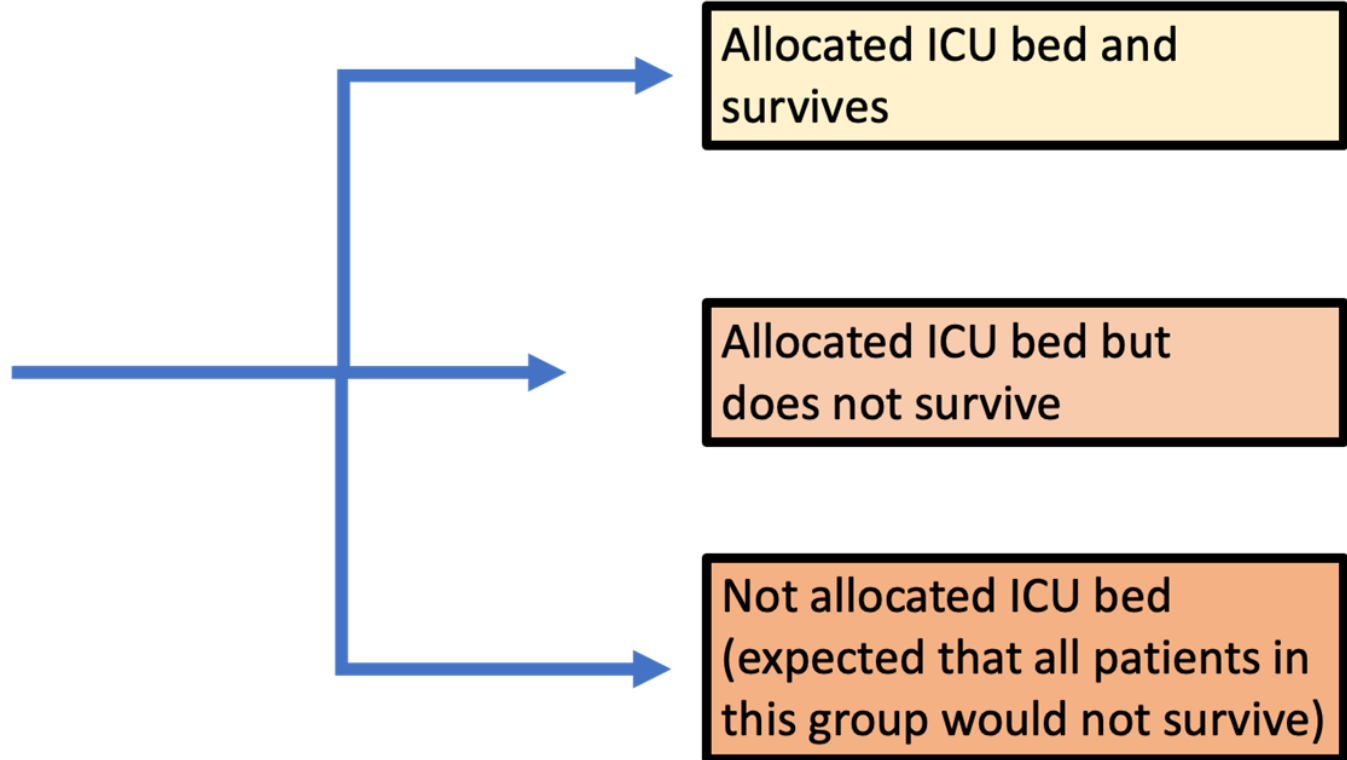 Allocated ICU bed and
survives
Allocated ICU bed but
does not survive
Not allocated ICU bed
(expected that all patients in
this group would not survive)